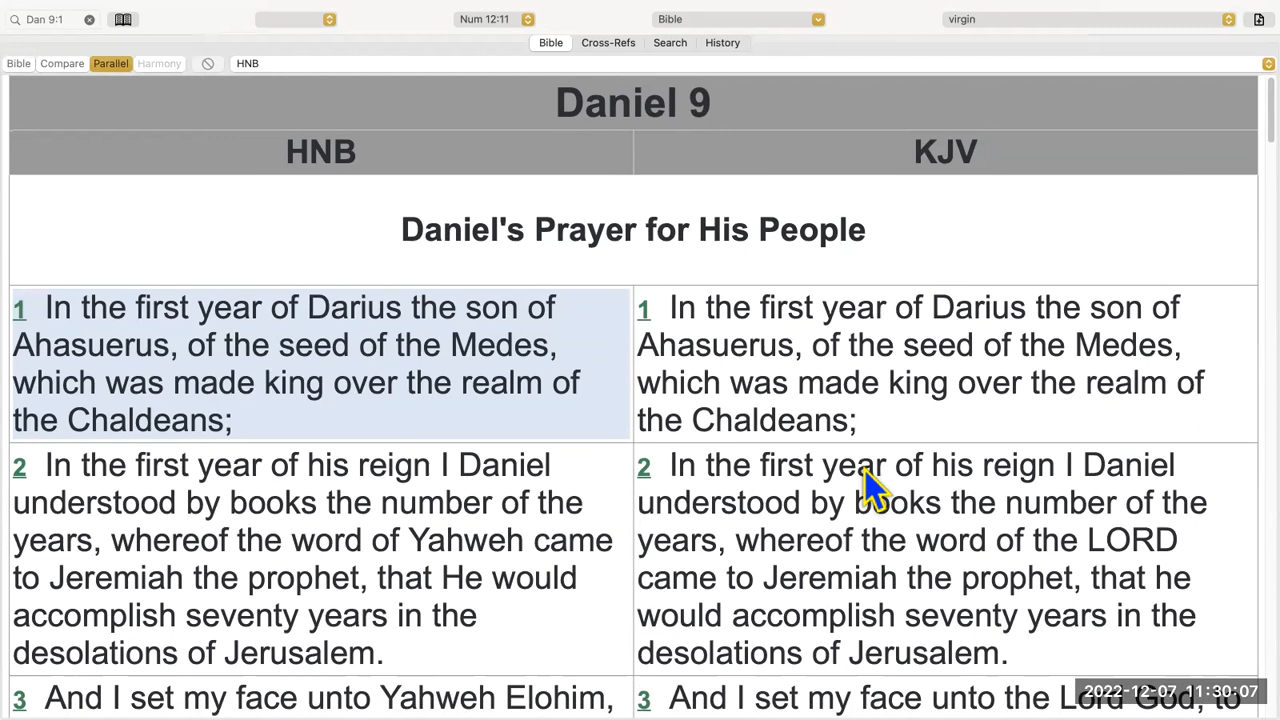 Dan 9:1
Num 12:11
Bible
virgin
Bible
Cross-Refs
Search
History
Bible
Compare
Parallel
Harmony
HNB
Daniel 9
HNB
KJV
Daniel's Prayer for His People
1 In the first year of Darius the son of
Ahasuerus, of the seed of the Medes,
which was made king over the realm of
the Chaldeans;
1 In the first year of Darius the son of
Ahasuerus, of the seed of the Medes,
which was made king over the realm of
the Chaldeans;
2 In the first year of his reign I Daniel
understood by books the number of the
years, whereof the word of Yahweh came
to Jeremiah the prophet, that He would
accomplish seventy years in the
desolations of Jerusalem.
2 In the first year of his reign I Daniel
understood by books the number of the
years, whereof the word of the LORD
came to Jeremiah the prophet, that he
would accomplish seventy years in the
desolations of Jerusalem.
3 And I set my face unto Yahweh Elohim,
3 And I set my face unto the Lord God, to
2022-12-07 11:30:07